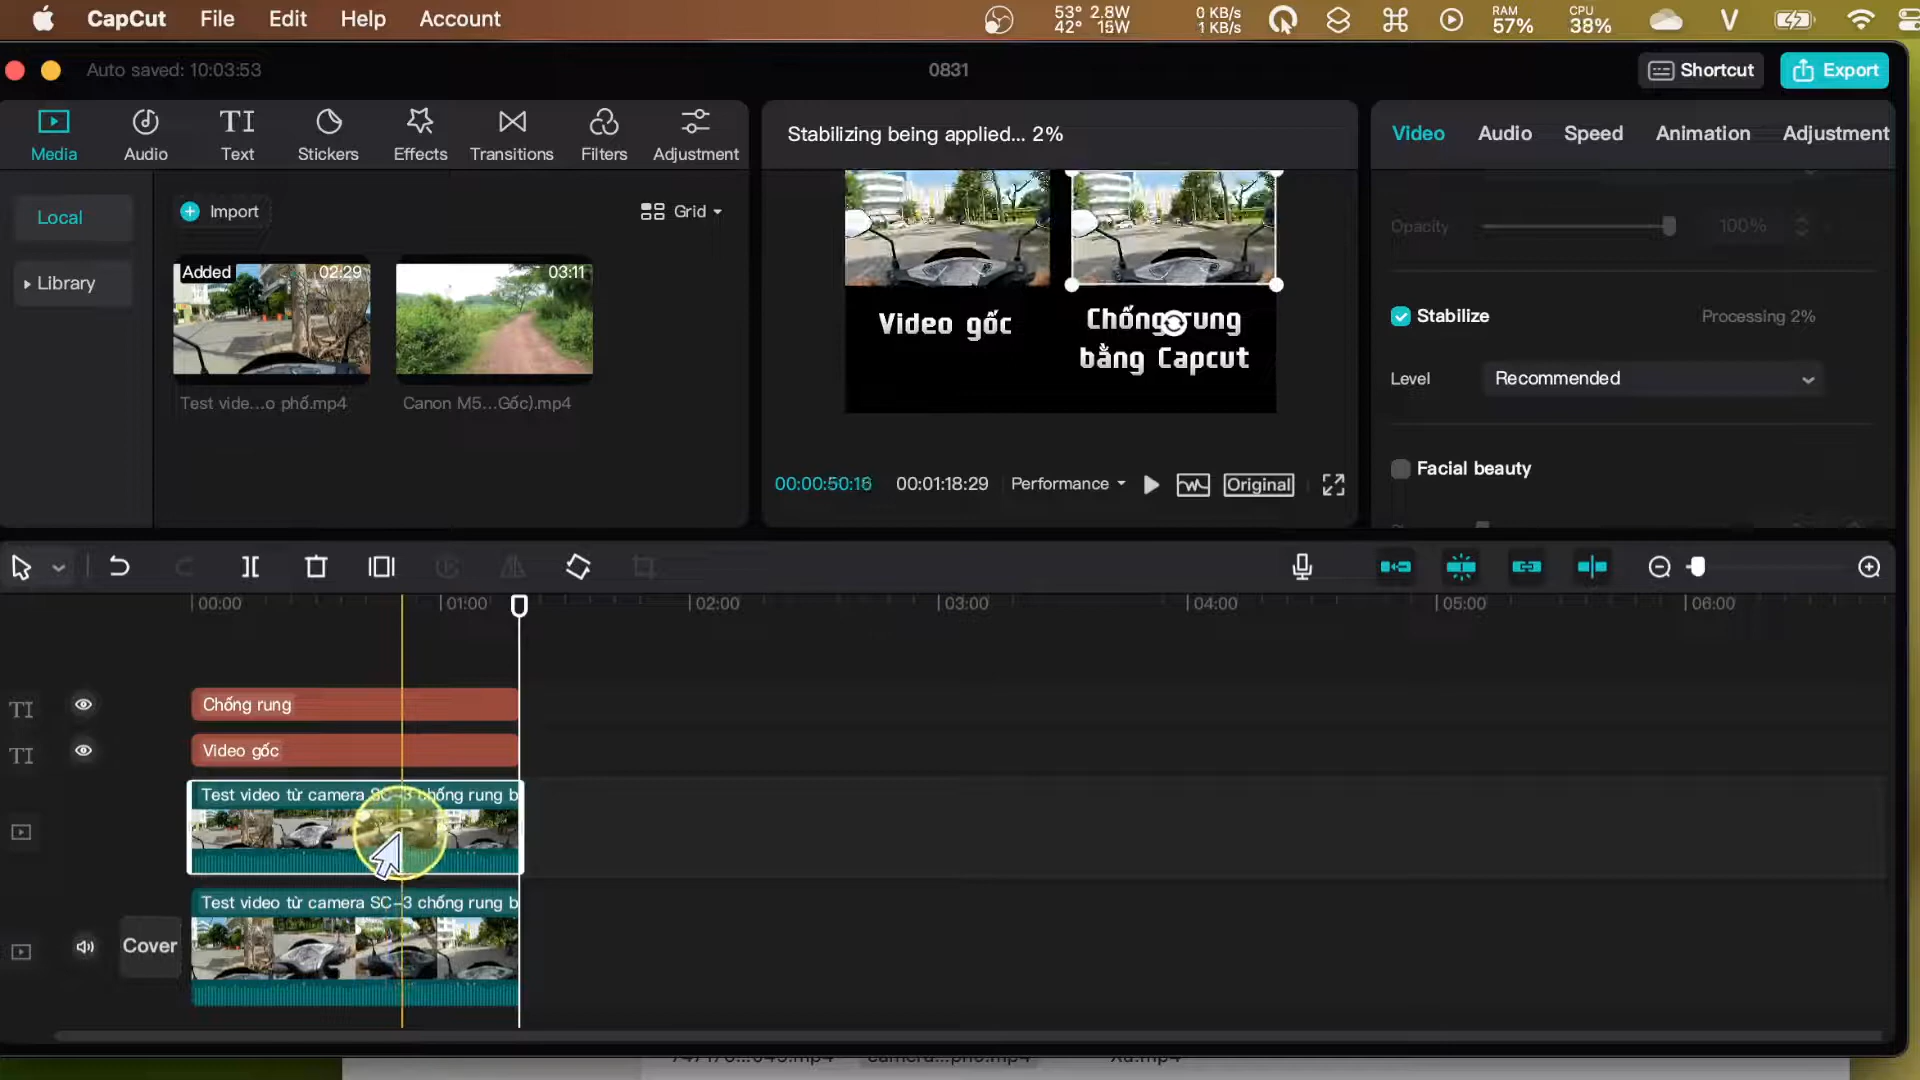 CapCut File Edit Help Account
53° 2.8W
42° 15W
0 KB/s
1 KB/s
RAM
57%
CPU
38%
V
Auto saved: 10:03:53
0831
Shortcut
Export
Media
Audio
Text
Stickers
Effects
Transitions
Filters
Adjustment
Stabilizing being applied... 2%
Video Audio Speed Animation Adjustment
Local
Library
Import
Grid
Added 02:29
03:11
Test vide...o phố.mp4
Canon M5...Gốc).mp4
Video gốc
Chống rung
bằng Capcut
00:00:50:16 00:01:18:29 Performance Original
Opacity 100%
Stabilize Processing 2%
Level Recommended
Facial beauty
00:00 01:00 02:00 03:00 04:00 05:00 06:00
TI Chống rung
TI Video gốc
Test video từ camera SC-3 chống rung b
Test video từ camera SC-3 chống rung b
Cover